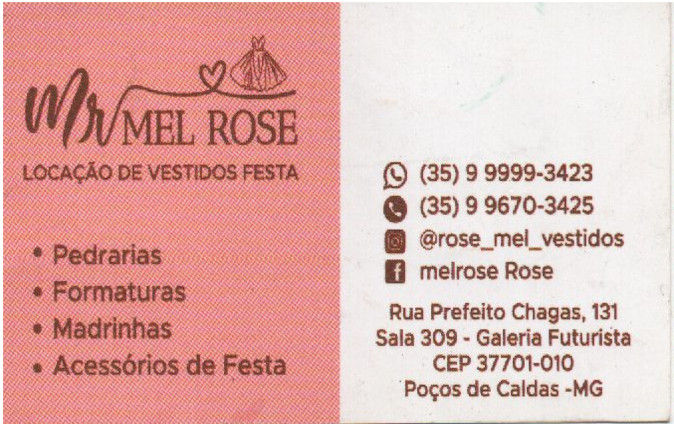 Mr MEL ROSE
LOCAÇÃO DE VESTIDOS FESTA
• Pedrarias
• Formaturas
• Madrinhas
• Acessórios de Festa
(35) 9 9999-3423
(35) 9 9670-3425
@rose_mel_vestidos
melrose Rose
Rua Prefeito Chagas, 131
Sala 309 - Galeria Futurista
CEP 37701-010
Poços de Caldas -MG